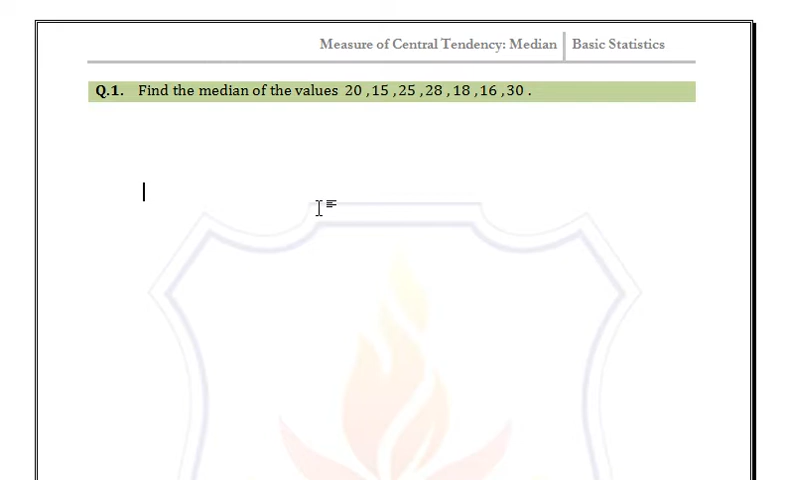 Measure of Central Tendency: Median Basic Statistics
Q.1. Find the median of the values 20 ,15 ,25 ,28 ,18 ,16 ,30 .